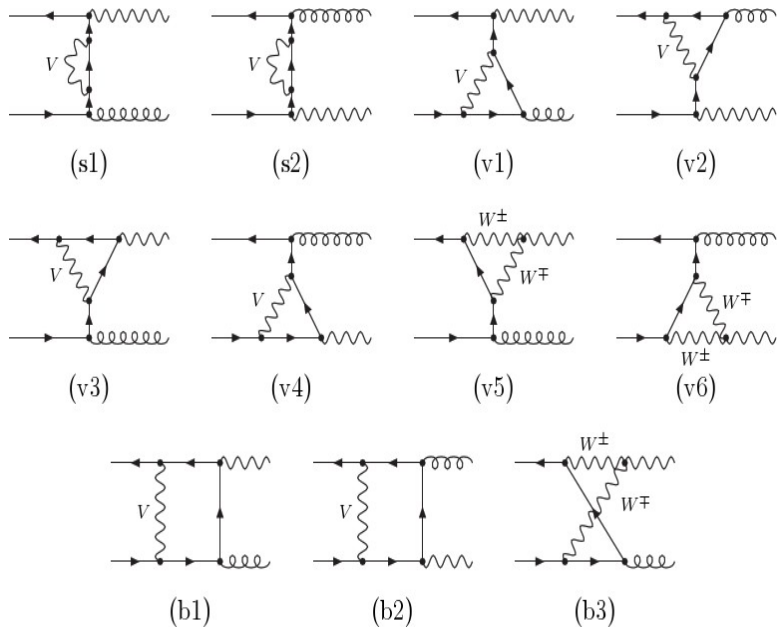 V
V
V
V
(s1) (s2) (v1) (v2)
W±
V
V
W∓
W∓
W±
(v3) (v4) (v5) (v6)
W±
V
V
W∓
(b1) (b2) (b3)